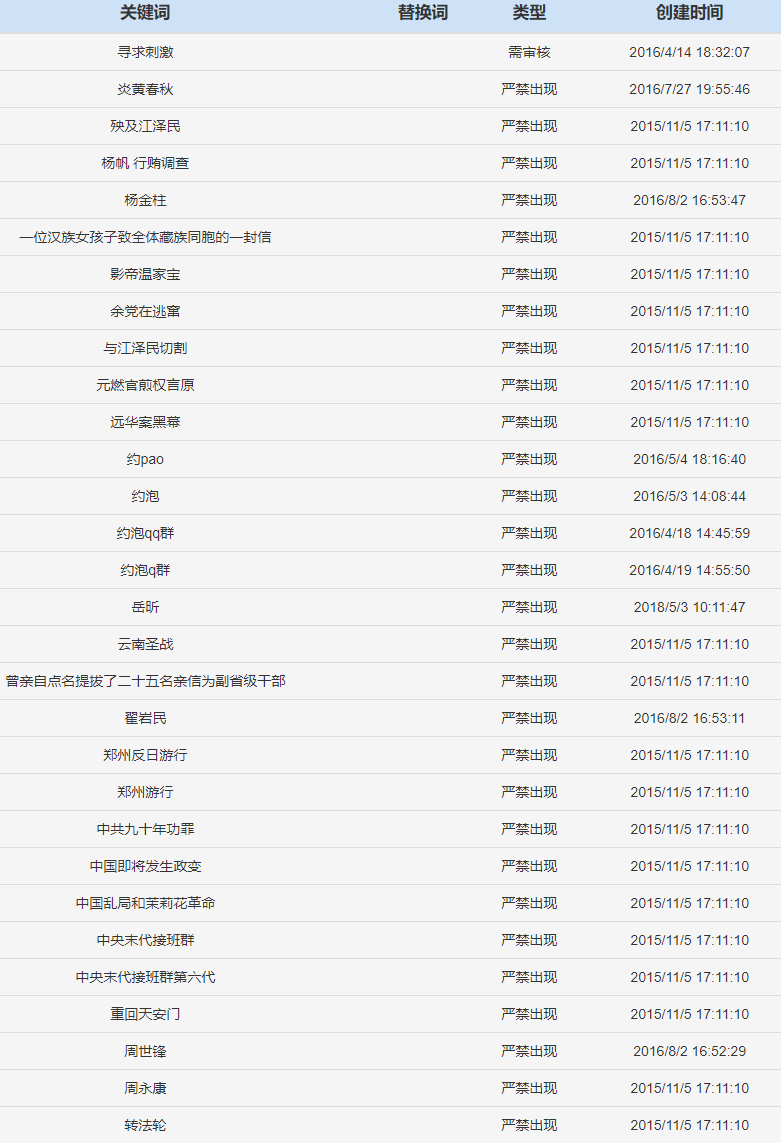 关键词 替换词 类型 创建时间
寻求刺激 需审核 2016/4/14 18:32:07
炎黄春秋 严禁出现 2016/7/27 19:55:46
殃及江泽民 严禁出现 2015/11/5 17:11:10
杨帆 行贿调查 严禁出现 2015/11/5 17:11:10
杨金柱 严禁出现 2016/8/2 16:53:47
一位汉族女孩子致全体藏族同胞的一封信 严禁出现 2015/11/5 17:11:10
影帝温家宝 严禁出现 2015/11/5 17:11:10
余党在逃窜 严禁出现 2015/11/5 17:11:10
与江泽民切割 严禁出现 2015/11/5 17:11:10
元燃官煎权言原 严禁出现 2015/11/5 17:11:10
远华案黑幕 严禁出现 2015/11/5 17:11:10
约pao 严禁出现 2016/5/4 18:16:40
约泡 严禁出现 2016/5/3 14:08:44
约泡qq群 严禁出现 2016/4/18 14:45:59
约泡q群 严禁出现 2016/4/19 14:55:50
岳昕 严禁出现 2018/5/3 10:11:47
云南圣战 严禁出现 2015/11/5 17:11:10
曾亲自点名提拔了二十五名亲信为副省级干部 严禁出现 2015/11/5 17:11:10
翟岩民 严禁出现 2016/8/2 16:53:11
郑州反日游行 严禁出现 2015/11/5 17:11:10
郑州游行 严禁出现 2015/11/5 17:11:10
中共九十年功罪 严禁出现 2015/11/5 17:11:10
中国即将发生政变 严禁出现 2015/11/5 17:11:10
中国乱局和茉莉花革命 严禁出现 2015/11/5 17:11:10
中央末代接班群 严禁出现 2015/11/5 17:11:10
中央末代接班群第六代 严禁出现 2015/11/5 17:11:10
重回天安门 严禁出现 2015/11/5 17:11:10
周世锋 严禁出现 2016/8/2 16:52:29
周永康 严禁出现 2015/11/5 17:11:10
转法轮 严禁出现 2015/11/5 17:11:10